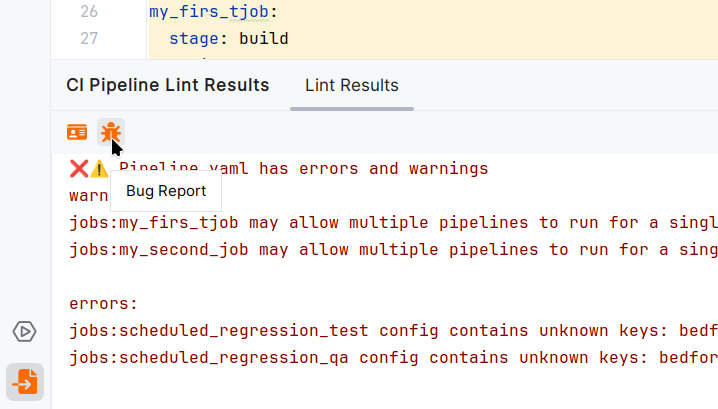 26 my_firs_tjob:
27 stage: build
CI Pipeline Lint Results Lint Results
Pipeline yaml has errors and warnings
Bug Report
jobs:my_firs_tjob may allow multiple pipelines to run for a singl
jobs:my_second_job may allow multiple pipelines to run for a sing
errors:
jobs:scheduled_regression_test config contains unknown keys: bedf
jobs:scheduled_regression_qa config contains unknown keys: bedfor